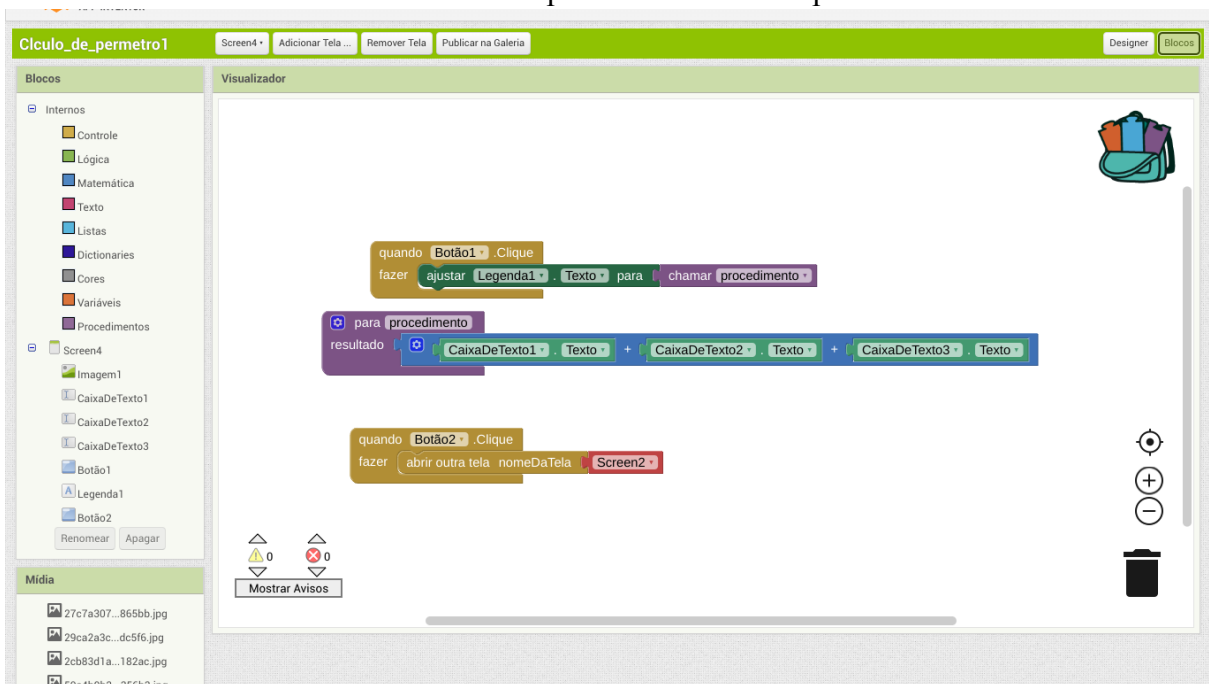 Clculo_de_permetro1
Screen4
Adicionar Tela ...
Remover Tela
Publicar na Galeria
Designer
Blocos
Blocos
Internos
Controle
Lógica
Matemática
Texto
Listas
Dictionaries
Cores
Variáveis
Procedimentos
Screen4
Imagem1
CaixaDeTexto1
CaixaDeTexto2
CaixaDeTexto3
Botão1
Legenda1
Botão2
Renomear Apagar
Mídia
27c7a307...865bb.jpg
29ca2a3c...dc5f6.jpg
2cb83d1a...182ac.jpg
Visualizador
quando Botão1 .Clique
fazer ajustar Legenda1 . Texto para chamar procedimento
para procedimento
resultado CaixaDeTexto1 . Texto + CaixaDeTexto2 . Texto + CaixaDeTexto3 . Texto
quando Botão2 .Clique
fazer abrir outra tela nomeDaTela Screen2
0 0
Mostrar Avisos